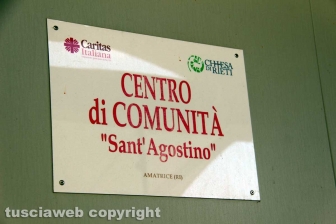 Caritas
Italiana
CHIESA
DI RIETI
CENTRO
di COMUNITÀ
"Sant'Agostino"
AMATRICE (RI)
tusciaweb copyright